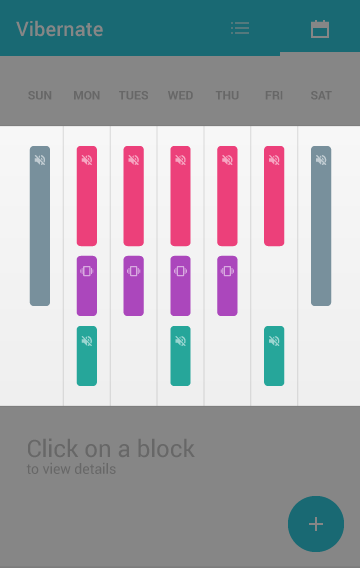 Vibernate
SUN MON TUES WED THU FRI SAT
Click on a block
to view details